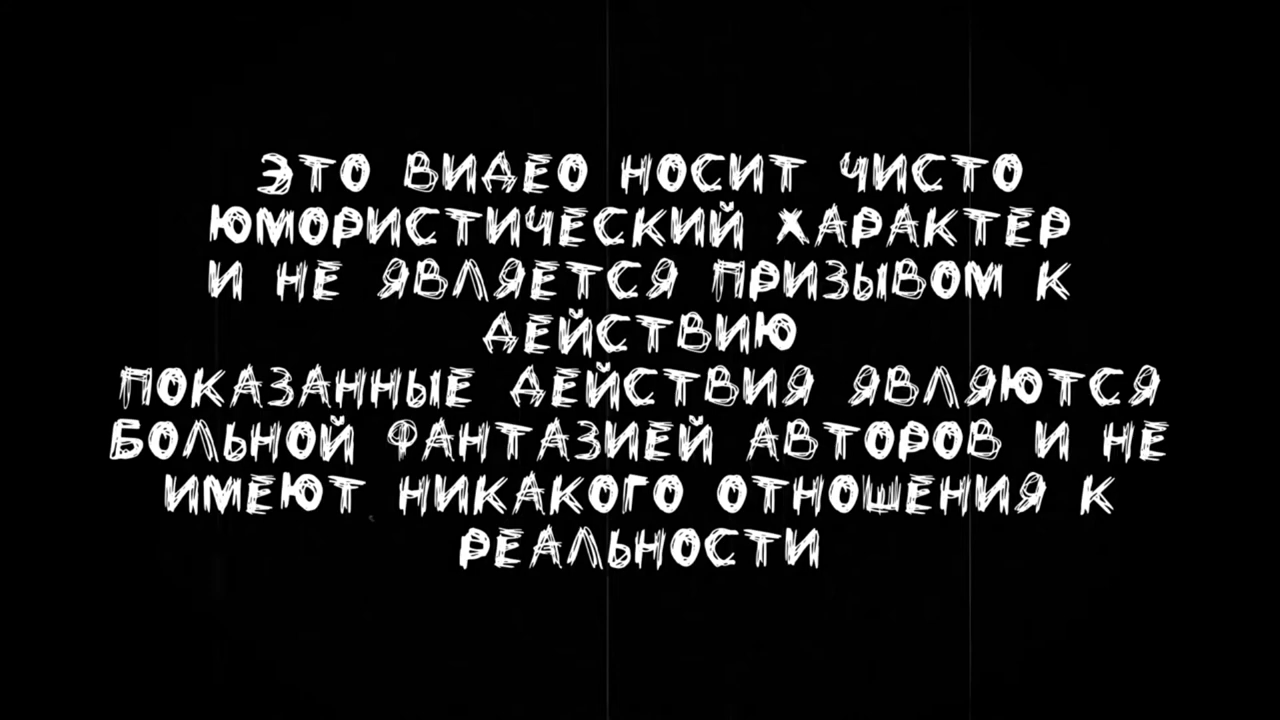 ЭТО ВИДЕО НОСИТ ЧИСТО
ЮМОРИСТИЧЕСКИЙ ХАРАКТЕР
И НЕ ЯВЛЯЕТСЯ ПРИЗЫВОМ К
ДЕЙСТВИЮ
ПОКАЗАННЫЕ ДЕЙСТВИЯ ЯВЛЯЮТСЯ
БОЛЬНОЙ ФАНТАЗИЕЙ АВТОРОВ И НЕ
ИМЕЮТ НИКАКОГО ОТНОШЕНИЯ К
РЕАЛЬНОСТИ